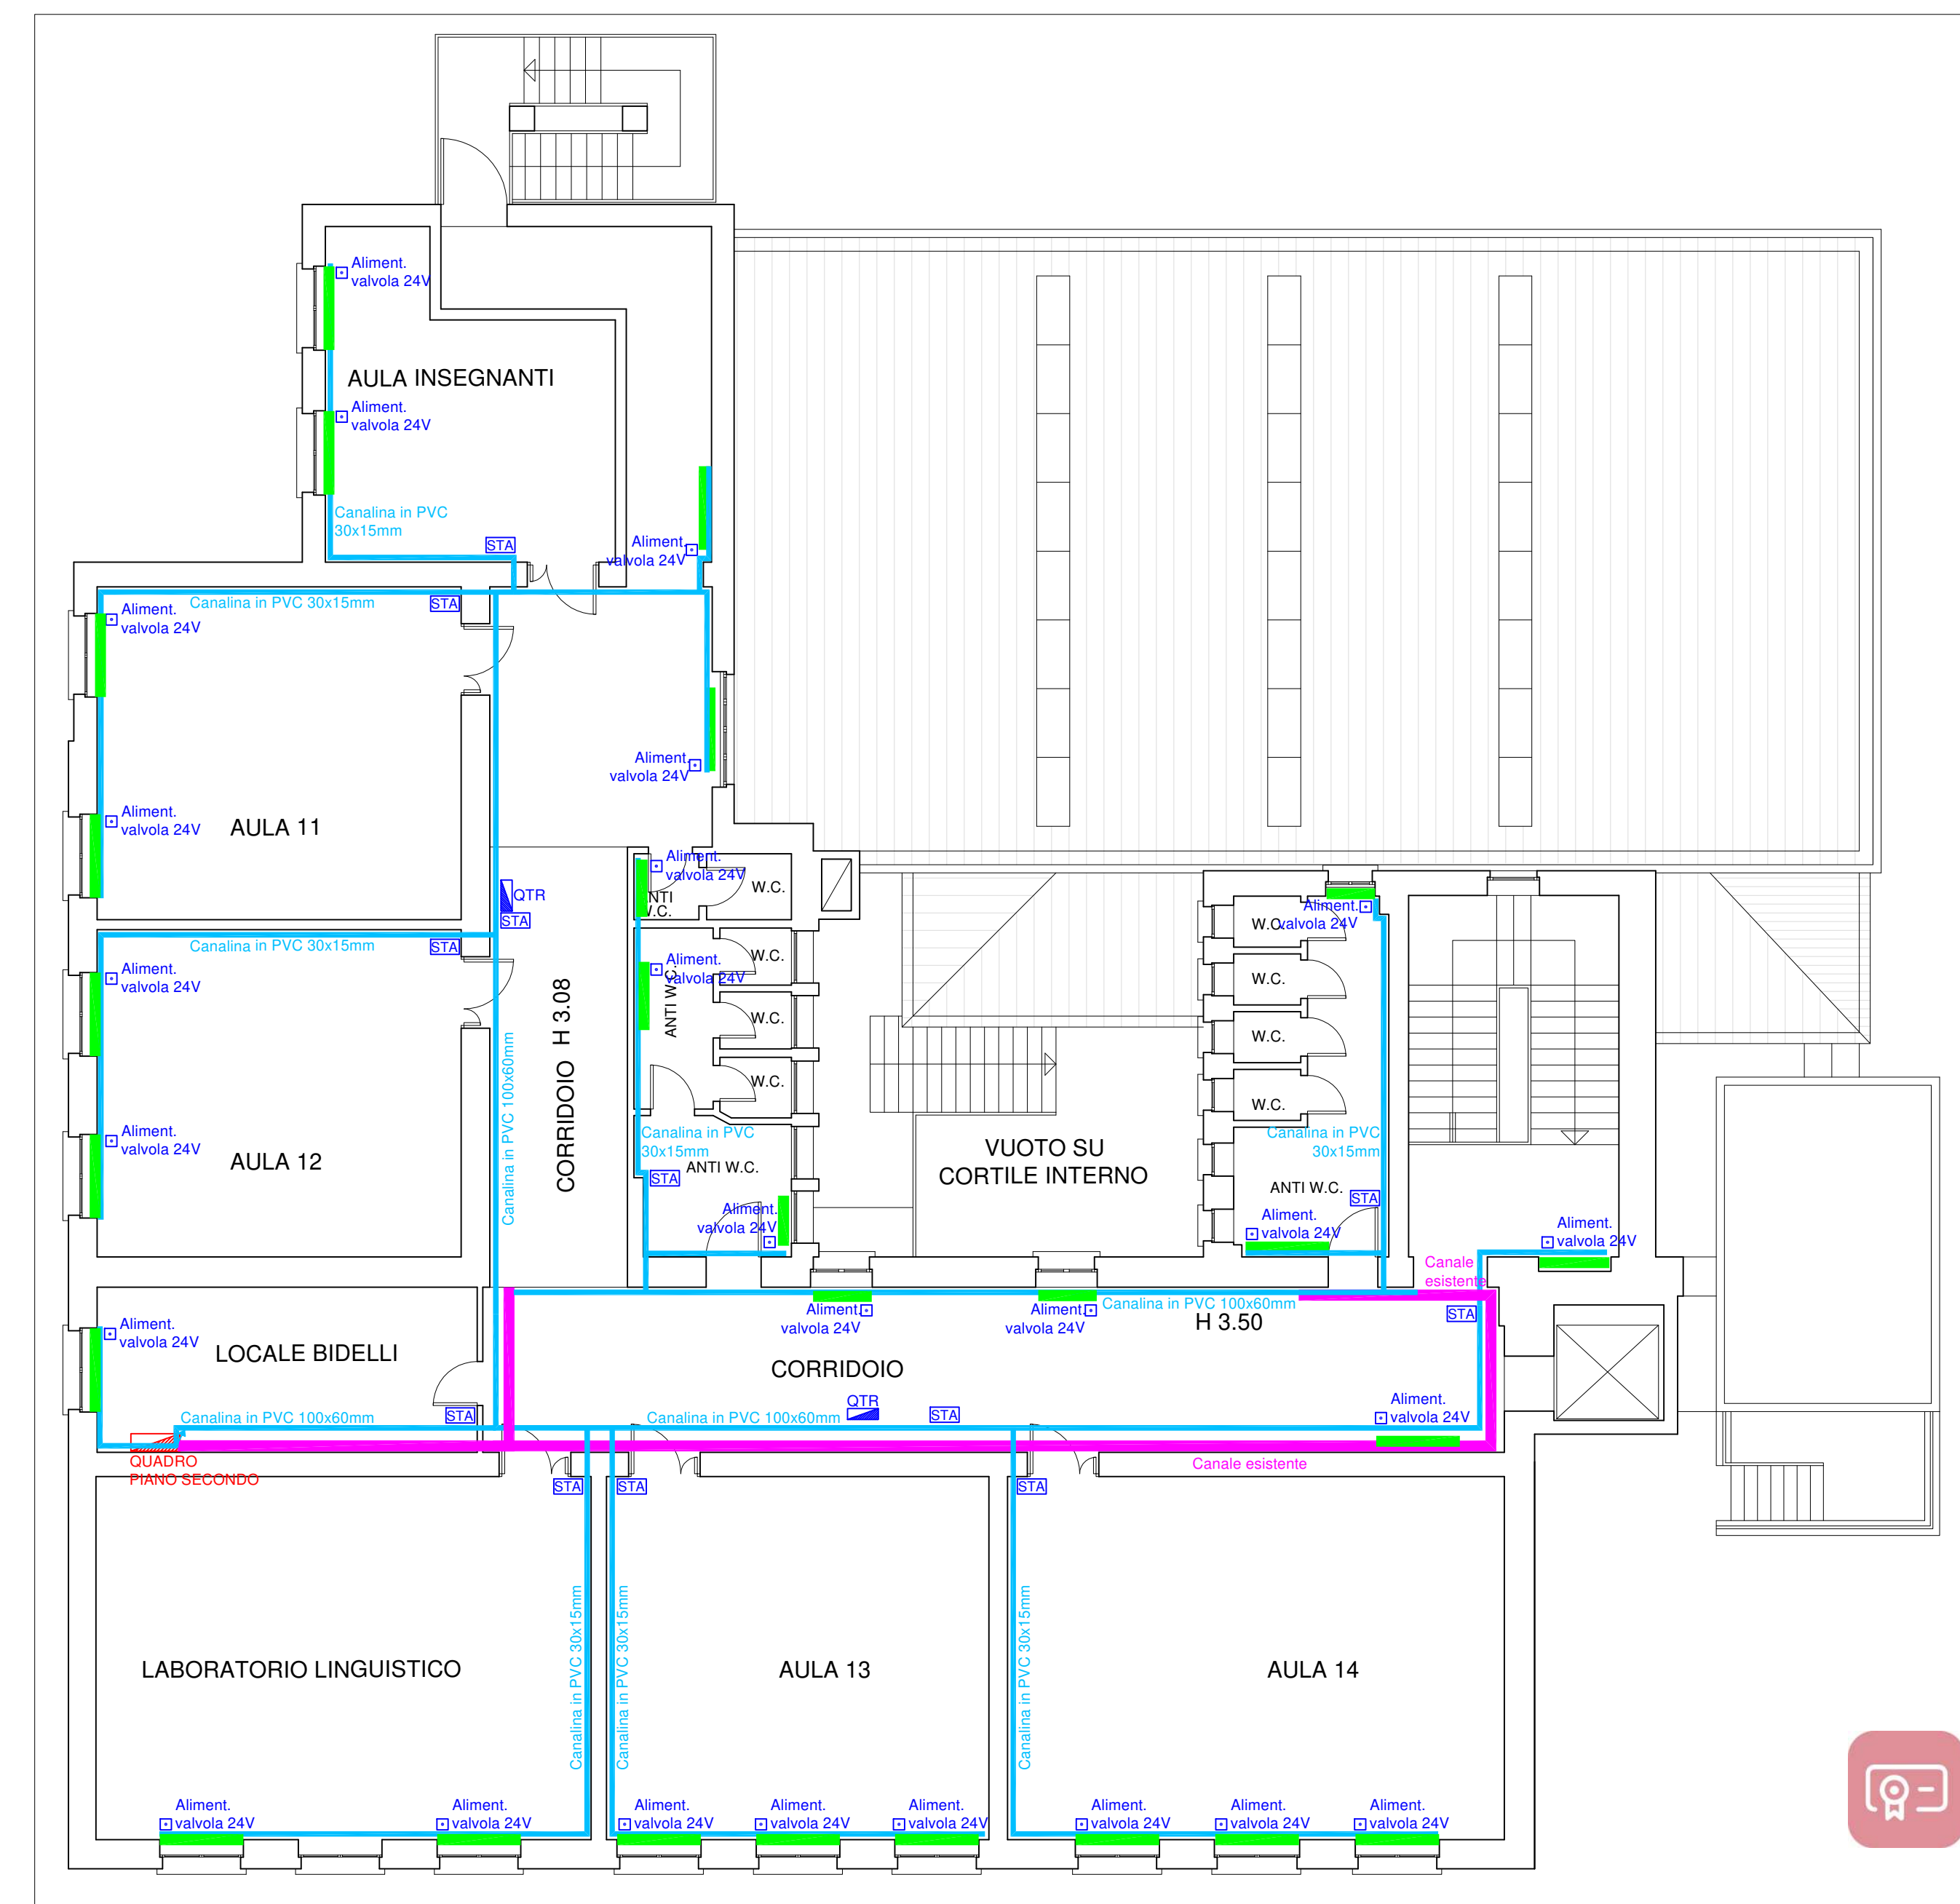 Aliment.
valvola 24V
AULA INSEGNANTI
Aliment.
valvola 24V
Canalina in PVC
30x15mm
STA
Aliment.
valvola 24V
Canalina in PVC 30x15mm
STA
Aliment.
valvola 24V
Aliment.
valvola 24V
Aliment.
valvola 24V
AULA 11
QTR
STA
Aliment.
valvola 24V
W.C.
W.C.
Aliment.
valvola 24V
W.C.
Canalina in PVC 30x15mm
STA
Aliment.
valvola 24V
Aliment.
valvola 24V
ANTI W.C.
W.C.
W.C.
W.C.
W.C.
W.C.
CORRIDOIO H 3.08
Canalina in PVC 100x60mm
W.C.
Aliment.
valvola 24V
AULA 12
Canalina in PVC
30x15mm
ANTI W.C.
STA
VUOTO SU
CORTILE INTERNO
Canalina in PVC
30x15mm
ANTI W.C.
STA
Aliment.
valvola 24V
Aliment.
valvola 24V
Aliment.
valvola 24V
Canale
esistente
Aliment.
valvola 24V
Aliment.
valvola 24V
Canalina in PVC 100x60mm
H 3.50
STA
Aliment.
valvola 24V
LOCALE BIDELLI
CORRIDOIO
Canalina in PVC 100x60mm
STA
Canalina in PVC 100x60mm
QTR
STA
Aliment.
valvola 24V
QUADRO
PIANO SECONDO
Canale esistente
STA
STA
STA
Canalina in PVC 30x15mm
Canalina in PVC 30x15mm
Canalina in PVC 30x15mm
LABORATORIO LINGUISTICO
AULA 13
AULA 14
Aliment.
valvola 24V
Aliment.
valvola 24V
Aliment.
valvola 24V
Aliment.
valvola 24V
Aliment.
valvola 24V
Aliment.
valvola 24V
Aliment.
valvola 24V
Aliment.
valvola 24V